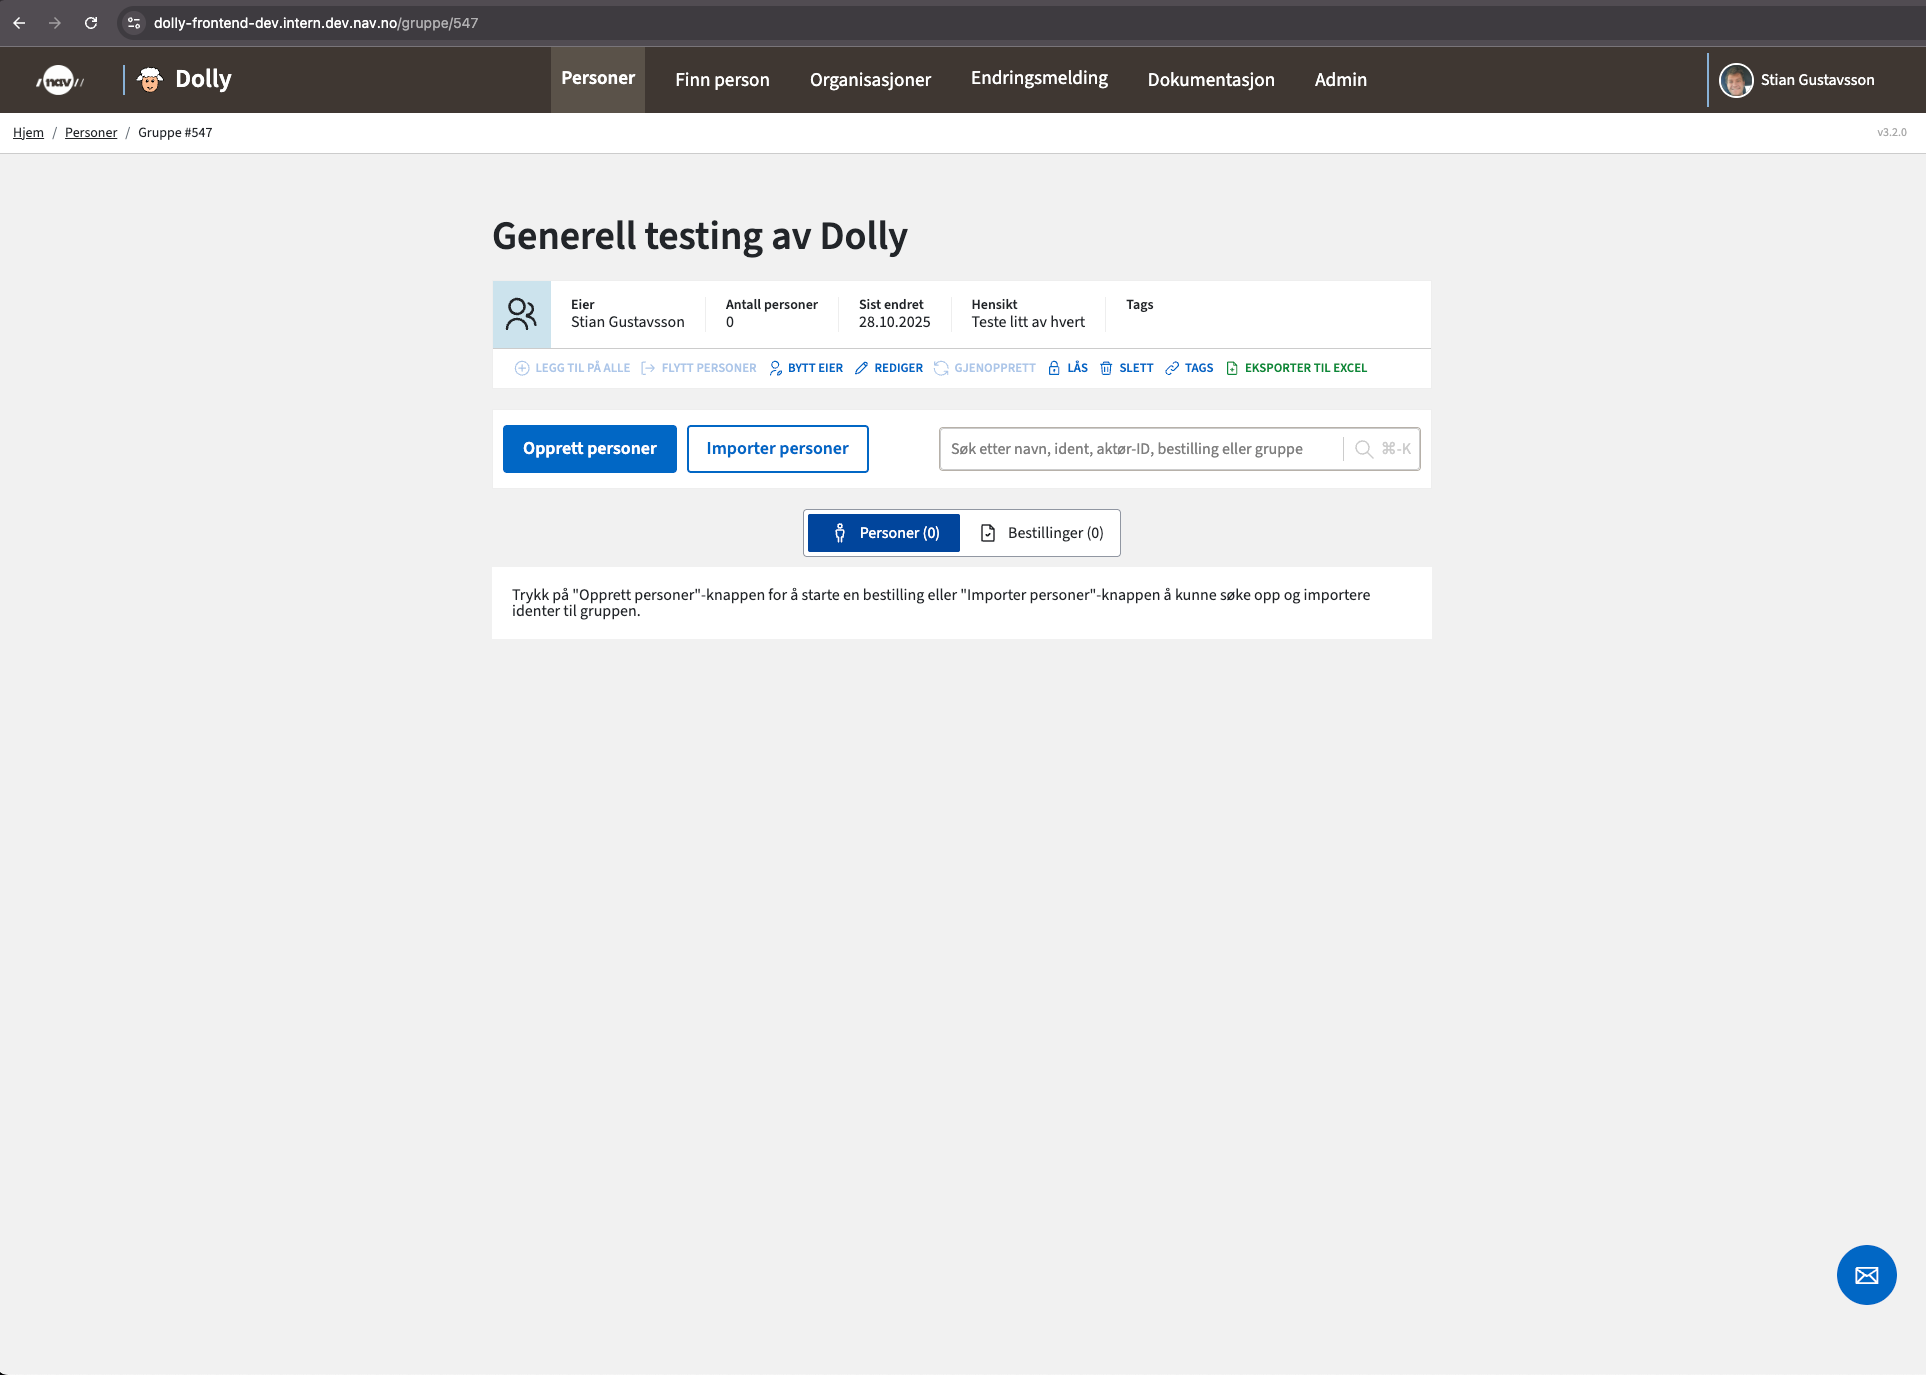 dolly-frontend-dev.intern.dev.nav.no/gruppe/547
nav
Dolly
Personer
Finn person
Organisasjoner
Endringsmelding
Dokumentasjon
Admin
Stian Gustavsson
Hjem / Personer / Gruppe #547
v3.2.0
Generell testing av Dolly
Eier
Stian Gustavsson
Antall personer
0
Sist endret
28.10.2025
Hensikt
Teste litt av hvert
Tags
LEGG TIL PÅ ALLE
FLYTT PERSONER
BYTT EIER
REDIGER
GJENOPPRETT
LÅS
SLETT
TAGS
EKSPORTER TIL EXCEL
Opprett personer
Importer personer
Søk etter navn, ident, aktør-ID, bestilling eller gruppe
⌘-K
Personer (0)
Bestillinger (0)
Trykk på "Opprett personer"-knappen for å starte en bestilling eller "Importer personer"-knappen å kunne søke opp og importere
identer til gruppen.